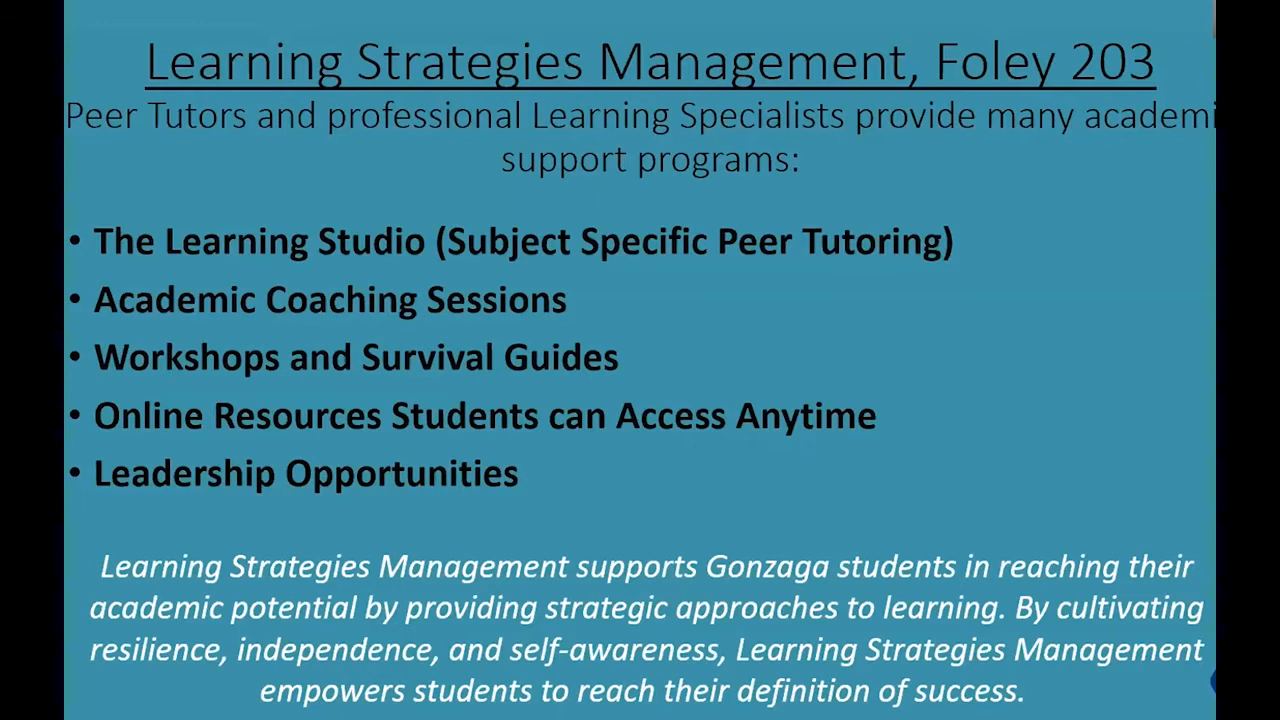 Learning Strategies Management, Foley 203
Peer Tutors and professional Learning Specialists provide many academi
support programs:
• The Learning Studio (Subject Specific Peer Tutoring)
• Academic Coaching Sessions
• Workshops and Survival Guides
• Online Resources Students can Access Anytime
• Leadership Opportunities
Learning Strategies Management supports Gonzaga students in reaching their
academic potential by providing strategic approaches to learning. By cultivating
resilience, independence, and self-awareness, Learning Strategies Management
empowers students to reach their definition of success.